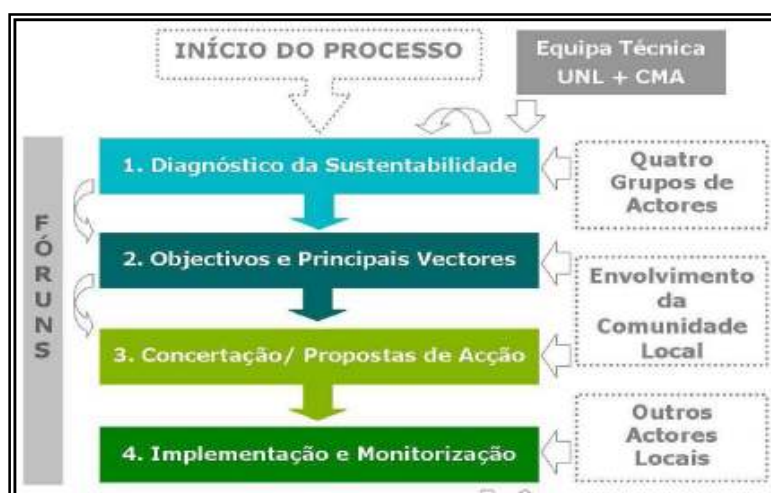 INÍCIO DO PROCESSO
Equipa Técnica
UNL + CMA
FÓRUNS
1. Diagnóstico da Sustentabilidade
Quatro
Grupos de
Actores
2. Objectivos e Principais Vectores
Envolvimento
da
Comunidade
Local
3. Concertação/ Propostas de Acção
Outros
Actores
Locais
4. Implementação e Monitorização